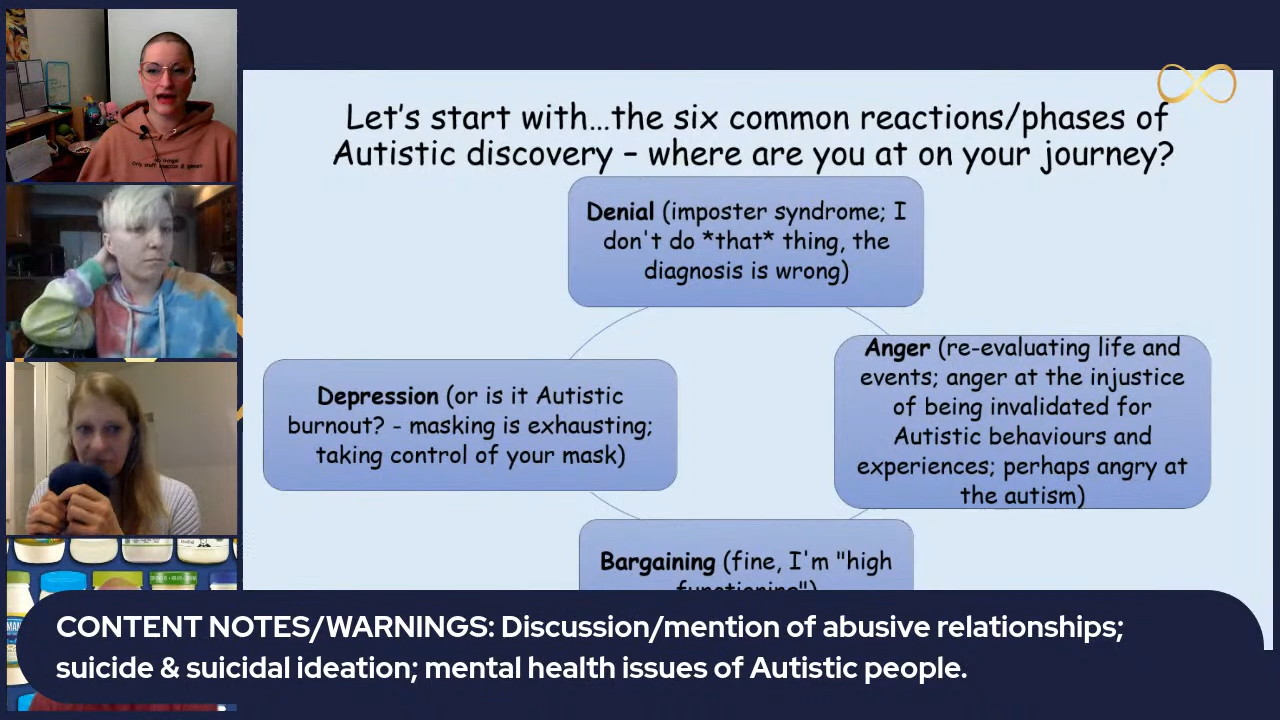 Let's start with…the six common reactions/phases of
Autistic discovery – where are you at on your journey?
Denial (imposter syndrome; I
don't do *that* thing, the
diagnosis is wrong)
Anger (re-evaluating life and
events; anger at the injustice
of being invalidated for
Autistic behaviours and
experiences; perhaps angry at
the autism)
Depression (or is it Autistic
burnout? - masking is exhausting;
taking control of your mask)
Bargaining (fine, I'm "high
functioning")
CONTENT NOTES/WARNINGS: Discussion/mention of abusive relationships;
suicide & suicidal ideation; mental health issues of Autistic people.